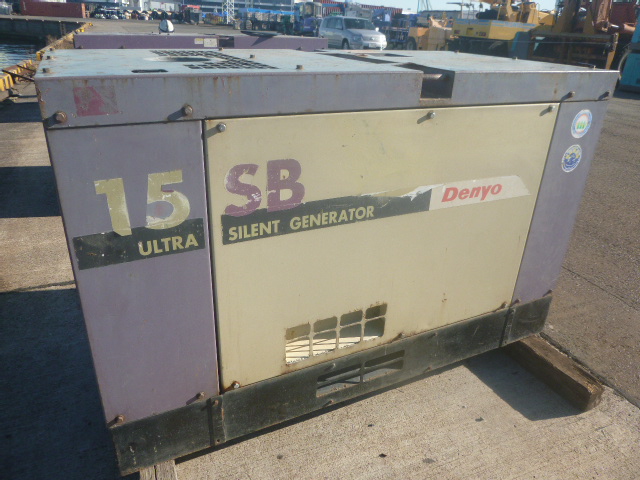 15
ULTRA
SB
SILENT GENERATOR
Denyo